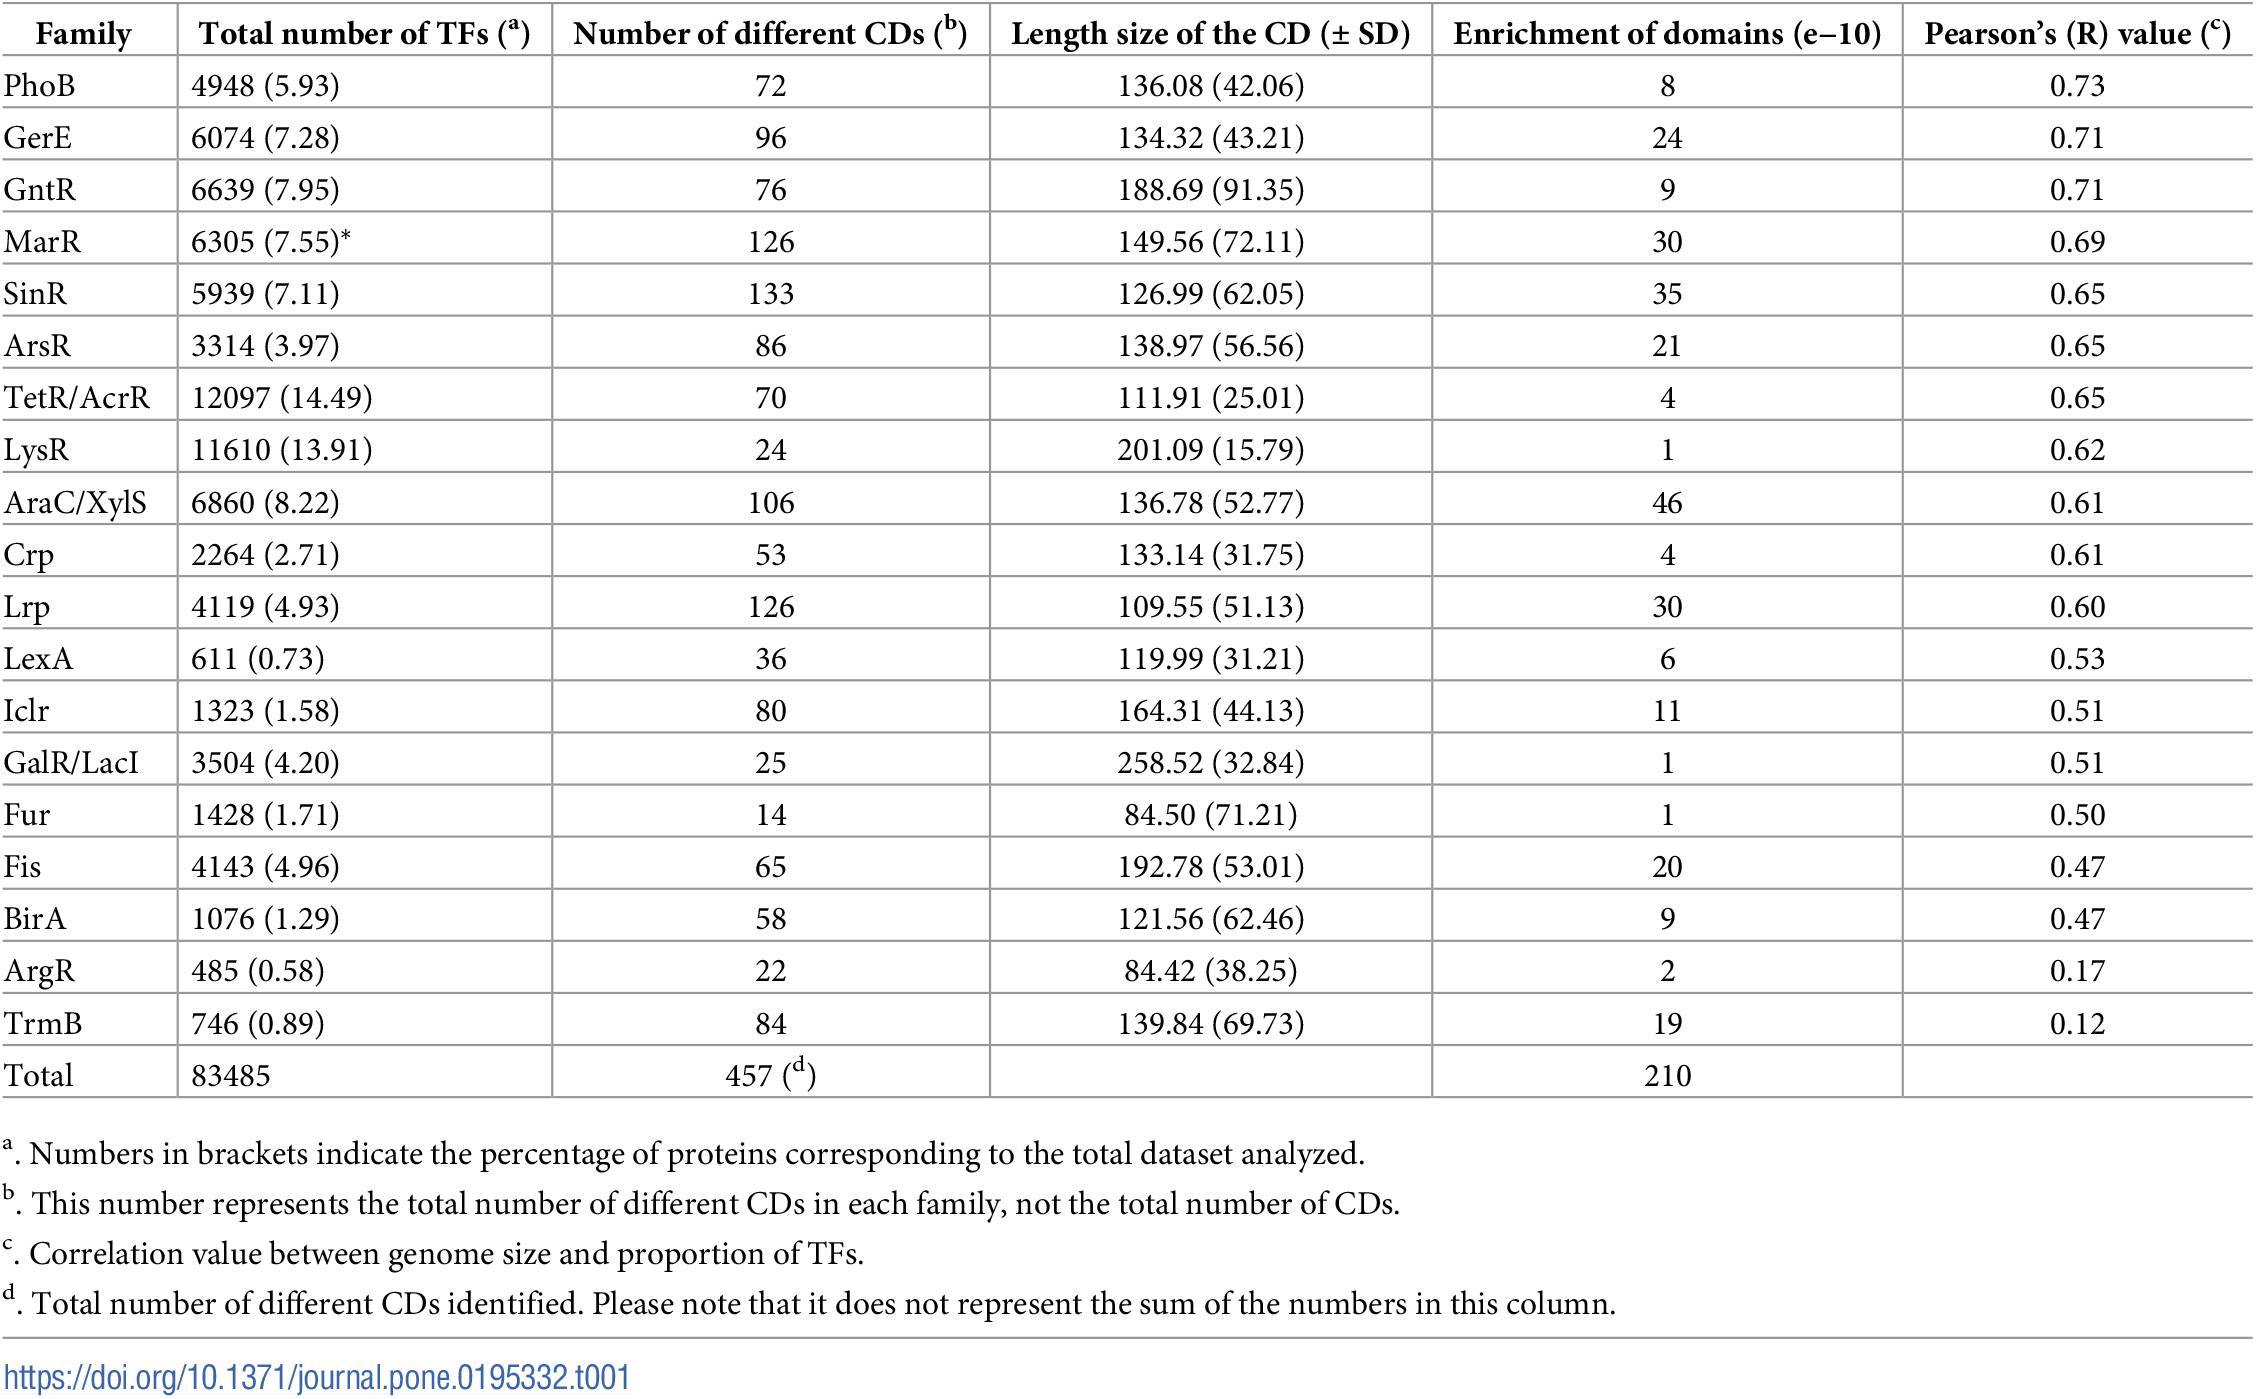 Family Total number of TFs (a) Number of different CDs (b) Length size of the CD (± SD) Enrichment of domains (e−10) Pearson’s (R) value (c)
PhoB 4948 (5.93) 72 136.08 (42.06) 8 0.73
GerE 6074 (7.28) 96 134.32 (43.21) 24 0.71
GntR 6639 (7.95) 76 188.69 (91.35) 9 0.71
MarR 6305 (7.55)* 126 149.56 (72.11) 30 0.69
SinR 5939 (7.11) 133 126.99 (62.05) 35 0.65
ArsR 3314 (3.97) 86 138.97 (56.56) 21 0.65
TetR/AcrR 12097 (14.49) 70 111.91 (25.01) 4 0.65
LysR 11610 (13.91) 24 201.09 (15.79) 1 0.62
AraC/XylS 6860 (8.22) 106 136.78 (52.77) 46 0.61
Crp 2264 (2.71) 53 133.14 (31.75) 4 0.61
Lrp 4119 (4.93) 126 109.55 (51.13) 30 0.60
LexA 611 (0.73) 36 119.99 (31.21) 6 0.53
Iclr 1323 (1.58) 80 164.31 (44.13) 11 0.51
GalR/LacI 3504 (4.20) 25 258.52 (32.84) 1 0.51
Fur 1428 (1.71) 14 84.50 (71.21) 1 0.50
Fis 4143 (4.96) 65 192.78 (53.01) 20 0.47
BirA 1076 (1.29) 58 121.56 (62.46) 9 0.47
ArgR 485 (0.58) 22 84.42 (38.25) 2 0.17
TrmB 746 (0.89) 84 139.84 (69.73) 19 0.12
Total 83485 457 (d) 210
a. Numbers in brackets indicate the percentage of proteins corresponding to the total dataset analyzed.
b. This number represents the total number of different CDs in each family, not the total number of CDs.
c. Correlation value between genome size and proportion of TFs.
d. Total number of different CDs identified. Please note that it does not represent the sum of the numbers in this column.
https://doi.org/10.1371/journal.pone.0195332.t001